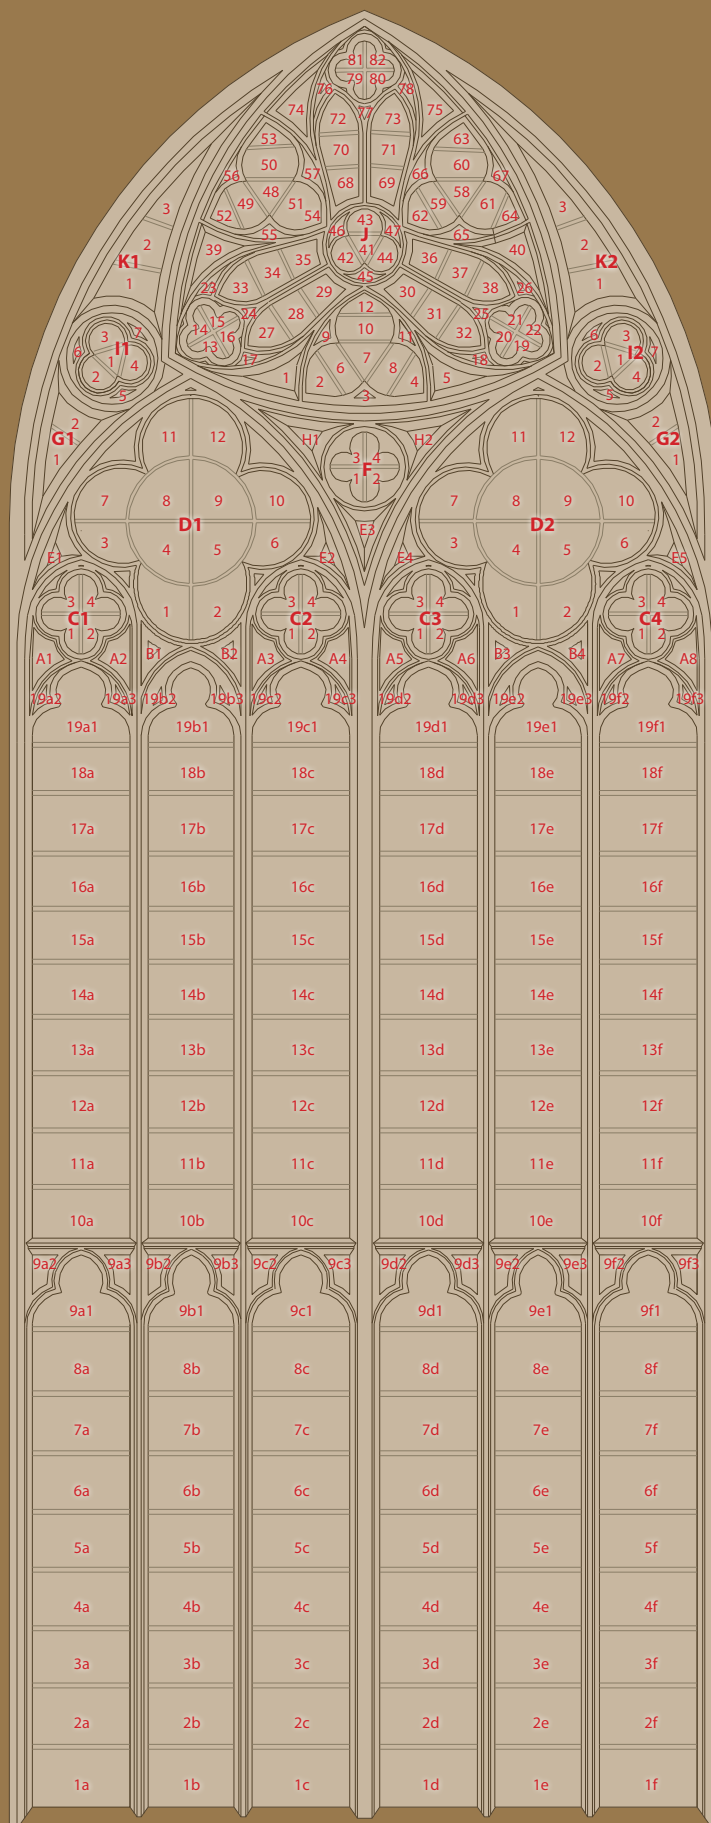 81 82
79 80
76 78
74 72 77 73 75
53 70 71 63
50 60
56 57 68 69 66 67
48 58
49 51 59 61
52 54 43 62 64
3 46 J 47 3
55 65
2 39 41 40 2
K1 35 42 44 36 K2
34 45 37
1 23 33 29 30 38 26 1
24 28 12 31 25
15 21
14 16 27 9 10 11 32 20 22
13 19
3 7 6 3
6 I1 1 4 17 7 18 2 1 I2 7
2 1 2 6 8 4 5 4
5 3 5
2 2
G1 11 12 H1 H2 11 12 G2
1 3 4 1
F
1 2
7 8 9 10 7 8 9 10
D1 E3 D2
3 4 5 6 3 4 5 6
E1 E2 E4 E5
3 4 1 2 3 4 3 4 1 2 3 4
C1 C2 C3 C4
1 2 1 2 1 2 1 2
A1 A2 B1 B2 A3 A4 A5 A6 B3 B4 A7 A8
19a2 19a3 19b2 19b3 19c2 19c3 19d2 19d3 19e2 19e3 19f2 19f3
19a1 19b1 19c1 19d1 19e1 19f1
18a 18b 18c 18d 18e 18f
17a 17b 17c 17d 17e 17f
16a 16b 16c 16d 16e 16f
15a 15b 15c 15d 15e 15f
14a 14b 14c 14d 14e 14f
13a 13b 13c 13d 13e 13f
12a 12b 12c 12d 12e 12f
11a 11b 11c 11d 11e 11f
10a 10b 10c 10d 10e 10f
9a2 9a3 9b2 9b3 9c2 9c3 9d2 9d3 9e2 9e3 9f2 9f3
9a1 9b1 9c1 9d1 9e1 9f1
8a 8b 8c 8d 8e 8f
7a 7b 7c 7d 7e 7f
6a 6b 6c 6d 6e 6f
5a 5b 5c 5d 5e 5f
4a 4b 4c 4d 4e 4f
3a 3b 3c 3d 3e 3f
2a 2b 2c 2d 2e 2f
1a 1b 1c 1d 1e 1f